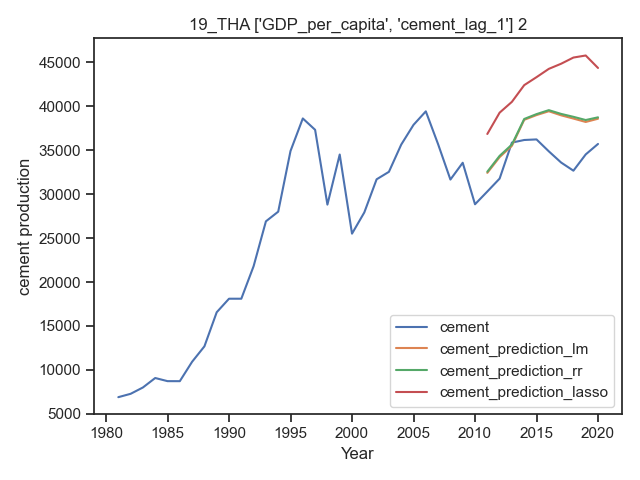 19_THA ['GDP_per_capita', 'cement_lag_1'] 2
cement production
45000
40000
35000
30000
25000
20000
15000
10000
5000
1980 1985 1990 1995 2000 2005 2010 2015 2020
Year
cement
cement_prediction_lm
cement_prediction_rr
cement_prediction_lasso